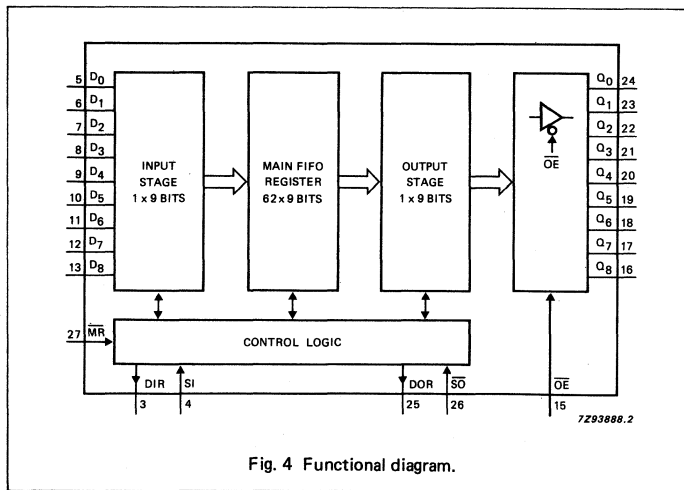 5 D0
6 D1
7 D2
8 D3
9 D4
10 D5
11 D6
12 D7
13 D8
INPUT
STAGE
1 x 9 BITS
MAIN FIFO
REGISTER
62 x 9 BITS
OUTPUT
STAGE
1 x 9 BITS
OE
Q0 24
Q1 23
Q2 22
Q3 21
Q4 20
Q5 19
Q6 18
Q7 17
Q8 16
27 MR
CONTROL LOGIC
DIR SI DOR SO OE
3 4 25 26 15
7Z93888.2
Fig. 4 Functional diagram.